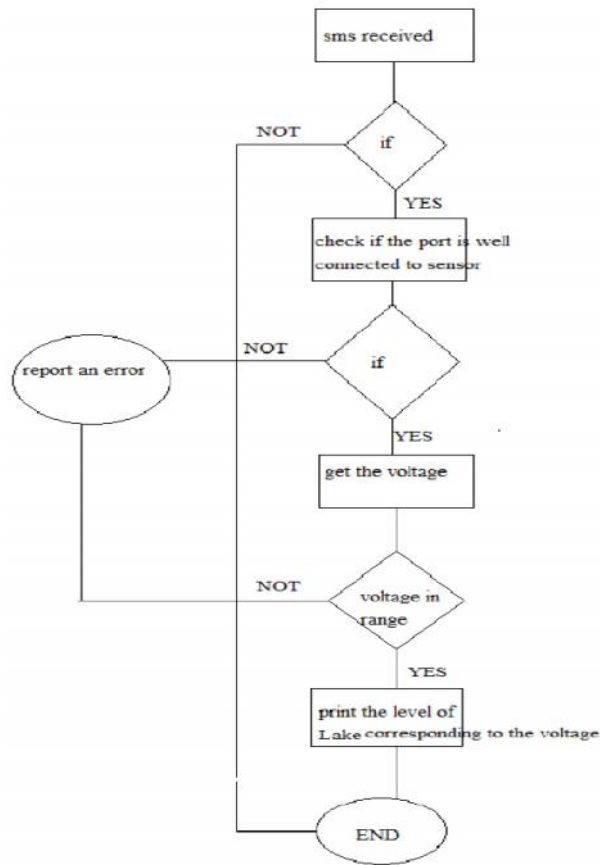 sms received
NOT
if
YES
check if the port is well
connected to sensor
NOT
report an error
if
YES
get the voltage
NOT
voltage in
range
YES
print the level of
Lake corresponding to the voltage
END